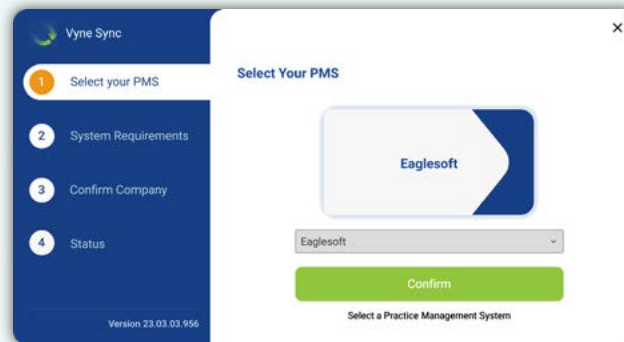 Vyne Sync
1
Select your PMS
2
System Requirements
3
Confirm Company
4
Status
Version 23.03.03.956
Select Your PMS
Eaglesoft
Eaglesoft
Confirm
Select a Practice Management System